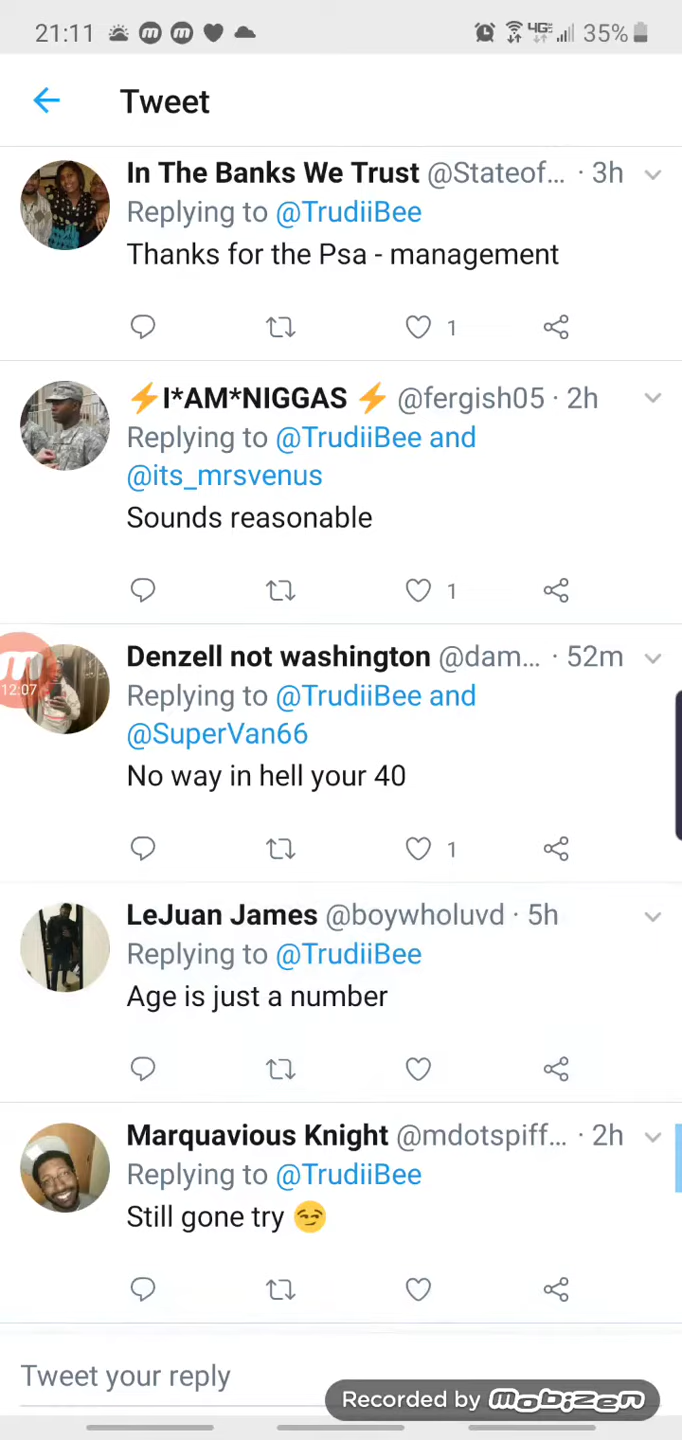 21:11 35%
Tweet
In The Banks We Trust @Stateof... · 3h
Replying to @TrudiiBee
Thanks for the Psa - management
1
⚡I*AM*NIGGAS ⚡ @fergish05 · 2h
Replying to @TrudiiBee and
@its_mrsvenus
Sounds reasonable
1
Denzell not washington @dam... · 52m
12:07
Replying to @TrudiiBee and
@SuperVan66
No way in hell your 40
1
LeJuan James @boywholuvd · 5h
Replying to @TrudiiBee
Age is just a number
Marquavious Knight @mdotspiff... · 2h
Replying to @TrudiiBee
Still gone try 😏
Tweet your reply
Recorded by mobizen